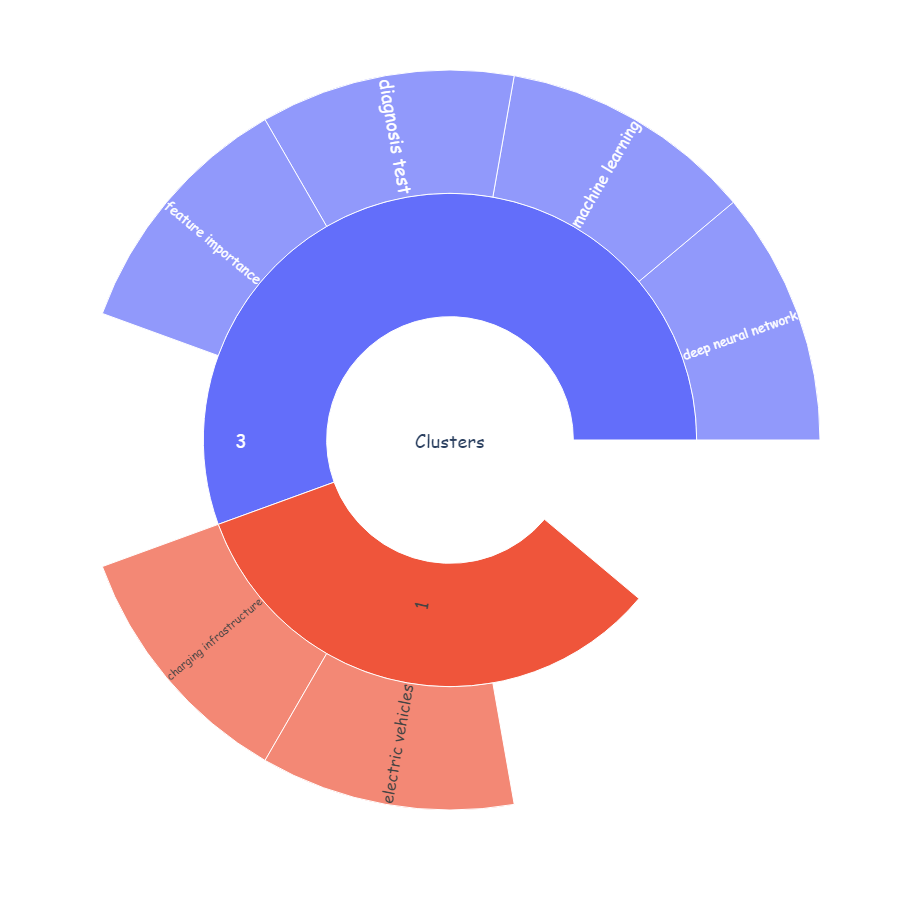 diagnosis test
machine learning
feature importance
deep neural network
3
Clusters
1
charging infrastructure
electric vehicles